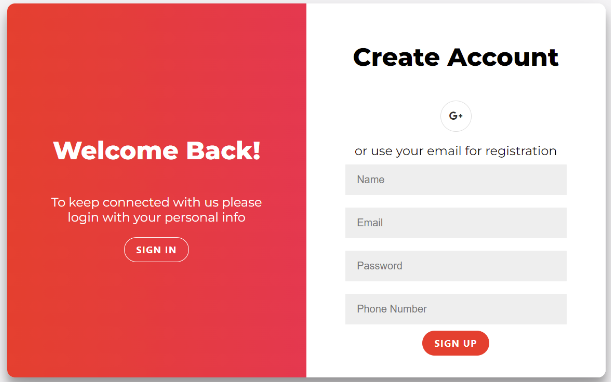 Welcome Back!
To keep connected with us please
login with your personal info
SIGN IN
Create Account
G+
or use your email for registration
Name
Email
Password
Phone Number
SIGN UP